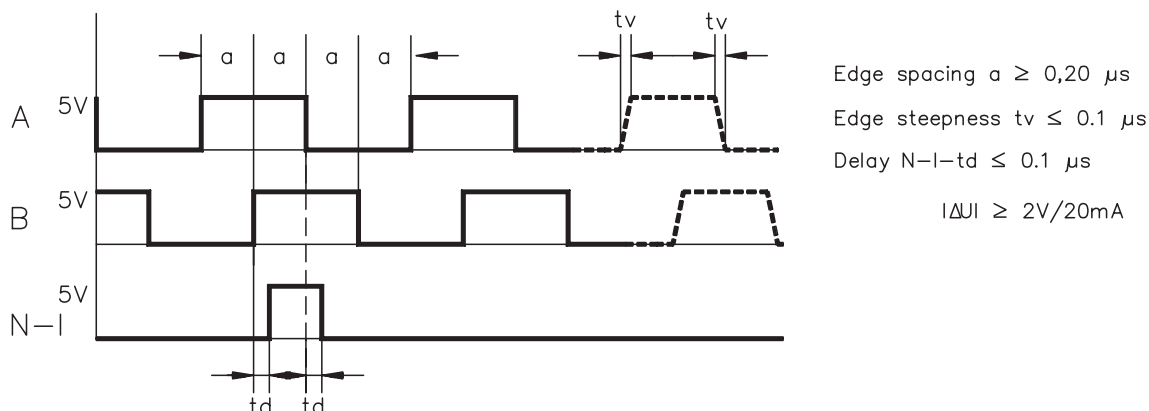 tv tv
a a a a
A 5V
B 5V
N–I 5V
td td
Edge spacing a ≥ 0,20 µs
Edge steepness tv ≤ 0.1 µs
Delay N–I–td ≤ 0.1 µs
IΔUI ≥ 2V/20mA